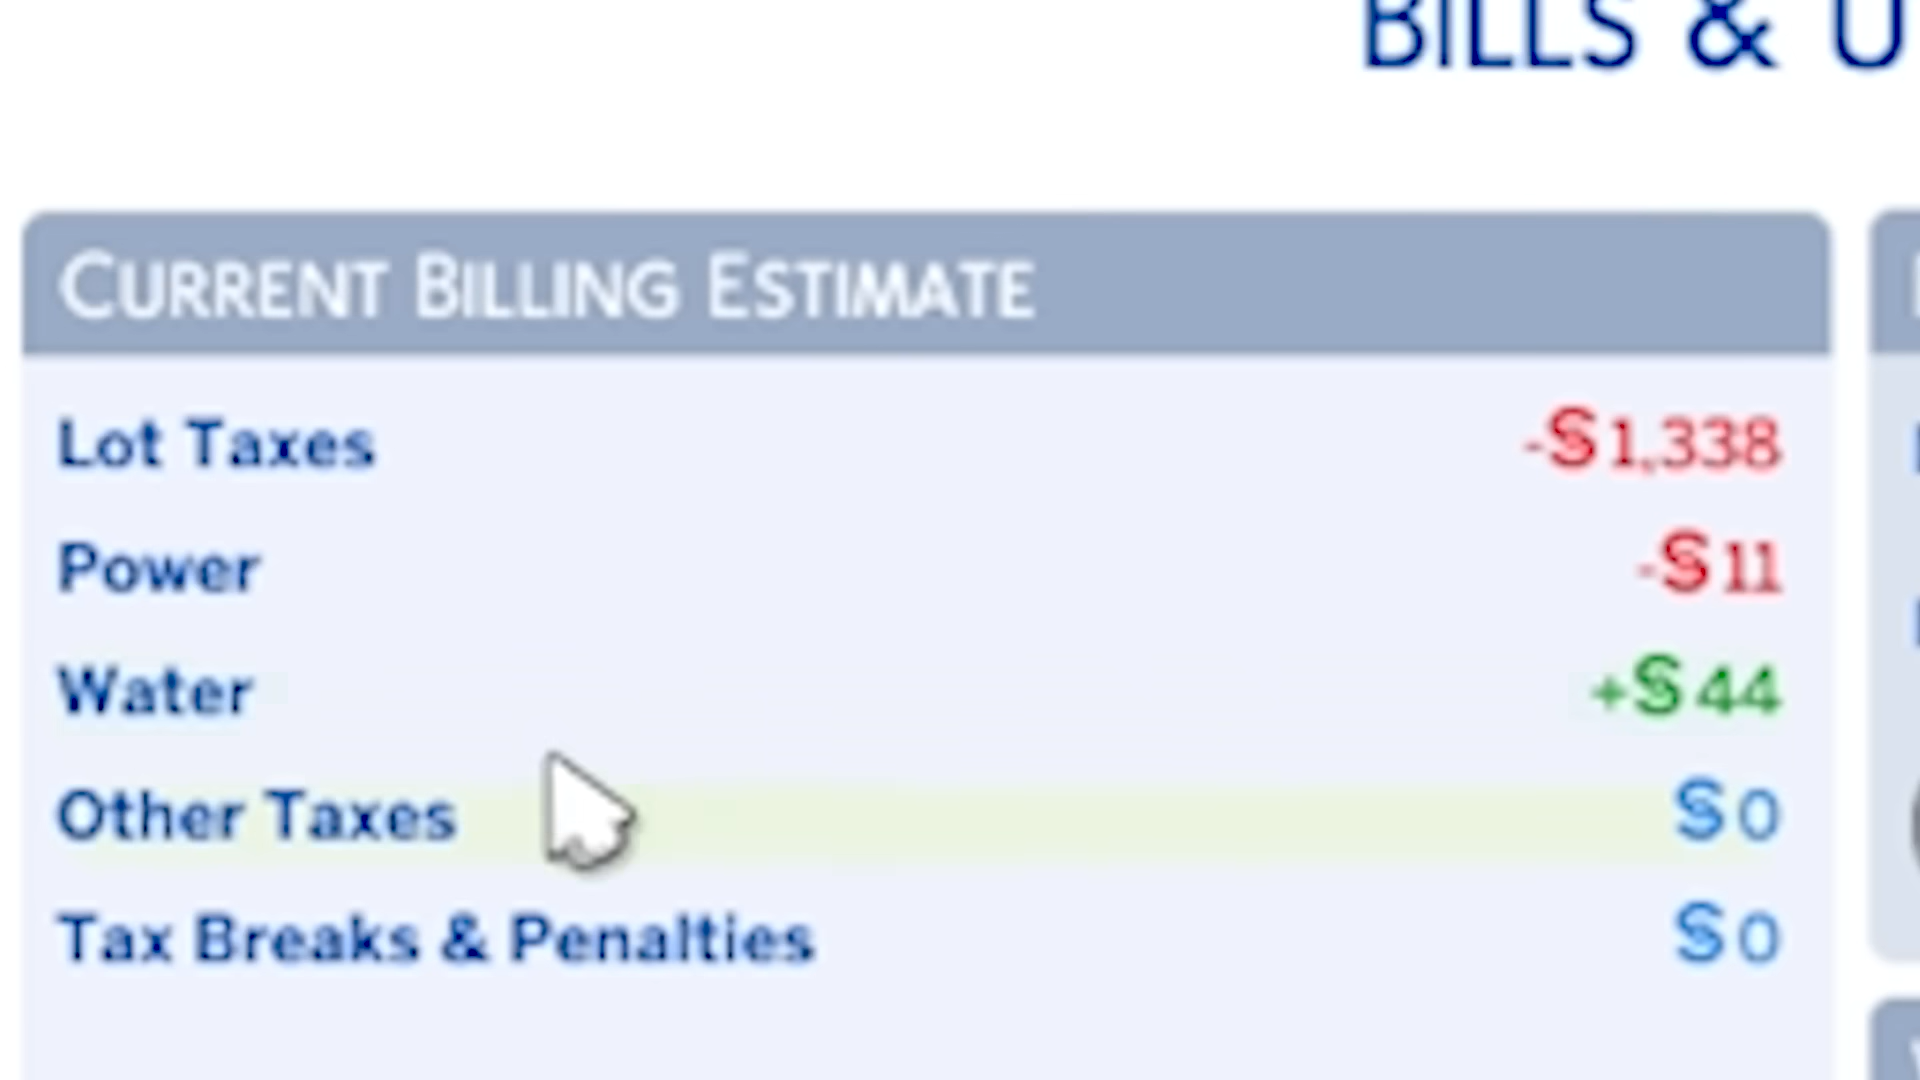 BILLS & U
CURRENT BILLING ESTIMATE
Lot Taxes -§1,338
Power -§11
Water +§44
Other Taxes §0
Tax Breaks & Penalties §0